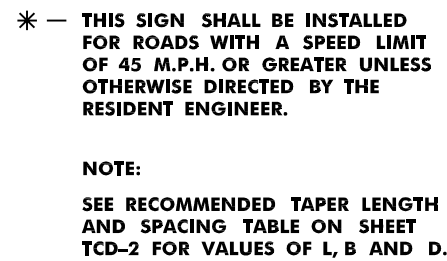 * — THIS SIGN SHALL BE INSTALLED
FOR ROADS WITH A SPEED LIMIT
OF 45 M.P.H. OR GREATER UNLESS
OTHERWISE DIRECTED BY THE
RESIDENT ENGINEER.
NOTE:
SEE RECOMMENDED TAPER LENGTH
AND SPACING TABLE ON SHEET
TCD–2 FOR VALUES OF L, B AND D.